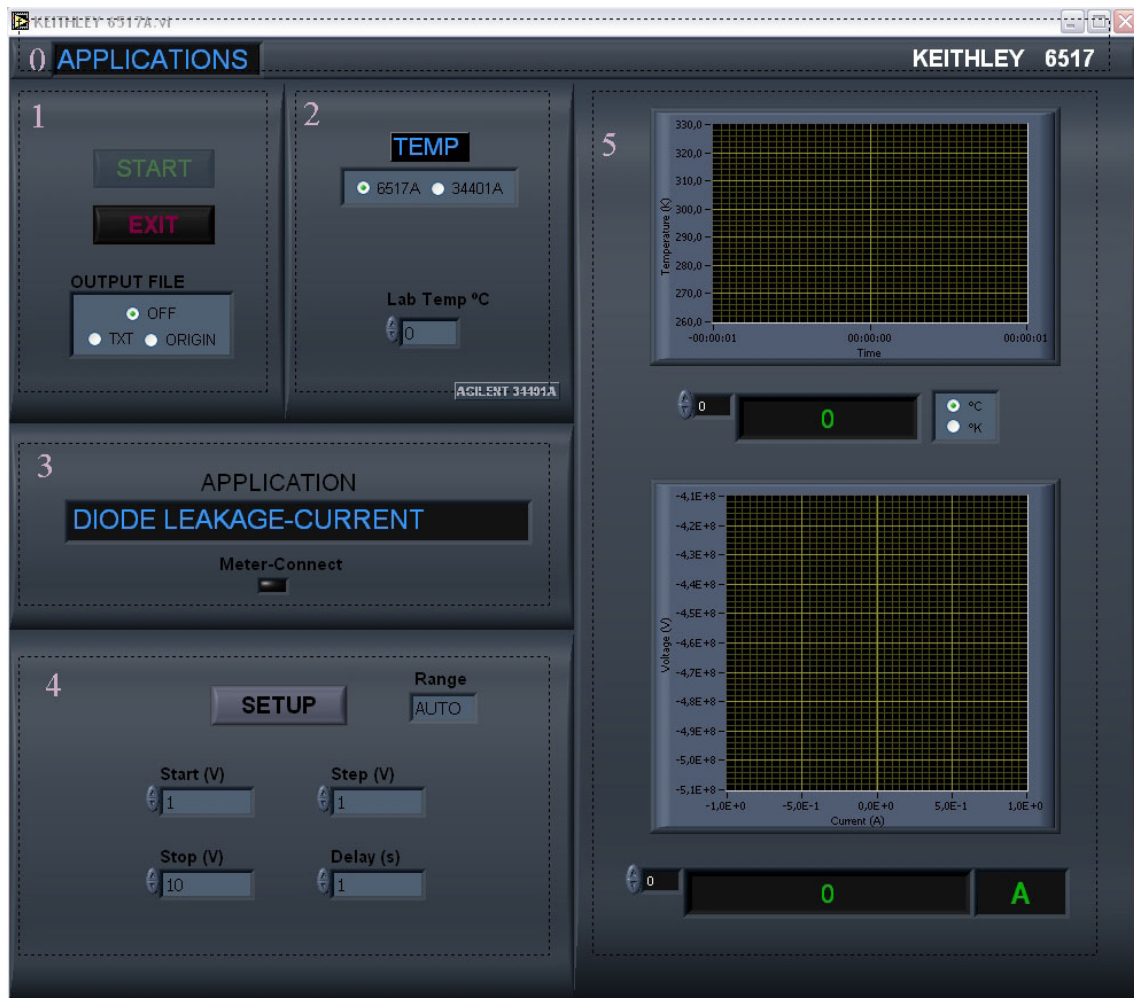 KEITHLEY 6517A.vi
0 APPLICATIONS
KEITHLEY 6517
1
START
EXIT
OUTPUT FILE
OFF
TXT ORIGIN
2
TEMP
6517A 34401A
Lab Temp ºC
0
AGILENT 34401A
3
APPLICATION
DIODE LEAKAGE-CURRENT
Meter-Connect
4
SETUP
Range
AUTO
Start (V)
1
Step (V)
1
Stop (V)
10
Delay (s)
1
5
Temperature (K)
330,0
320,0
310,0
300,0
290,0
280,0
270,0
260,0
-00:00:01 00:00:00 00:00:01
Time
0
0
ºC
ºK
Voltage (V)
-4,1E+8
-4,2E+8
-4,3E+8
-4,4E+8
-4,5E+8
-4,6E+8
-4,7E+8
-4,8E+8
-4,9E+8
-5,0E+8
-5,1E+8
-1,0E+0 -5,0E-1 0,0E+0 5,0E-1 1,0E+0
Current (A)
0
0
A